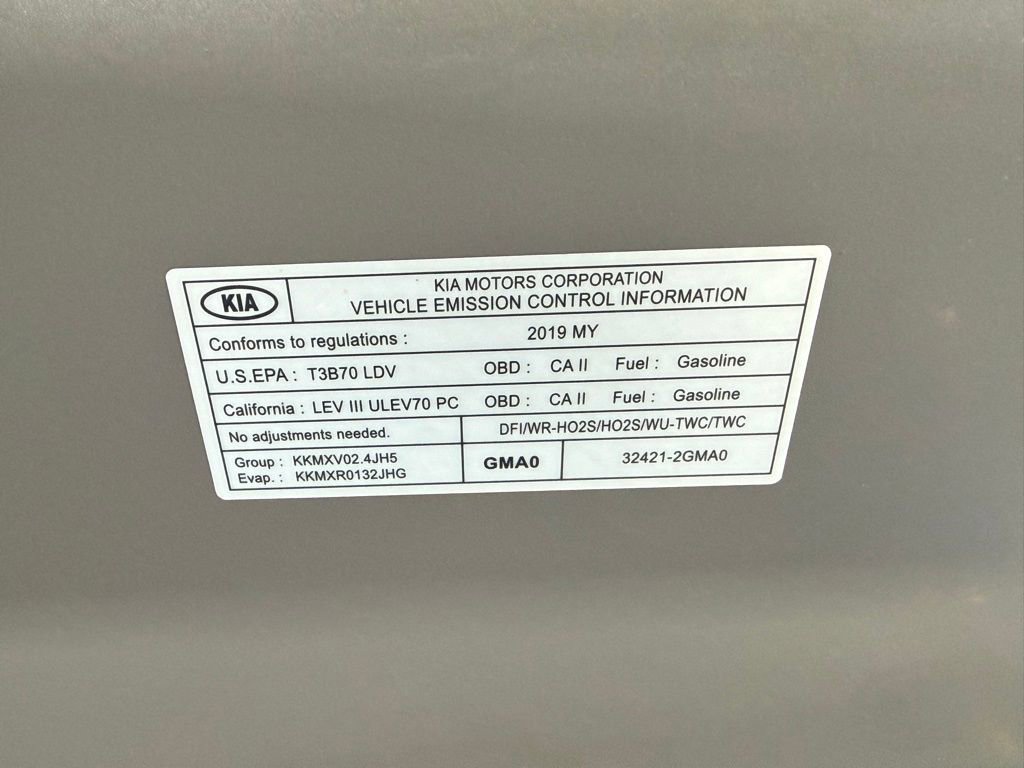 KIA
KIA MOTORS CORPORATION
VEHICLE EMISSION CONTROL INFORMATION
Conforms to regulations : 2019 MY
U.S.EPA : T3B70 LDV OBD : CA II Fuel : Gasoline
California : LEV III ULEV70 PC OBD : CA II Fuel : Gasoline
No adjustments needed. DFI/WR-HO2S/HO2S/WU-TWC/TWC
Group : KKMXV02.4JH5
Evap. : KKMXR0132JHG
GMA0
32421-2GMA0